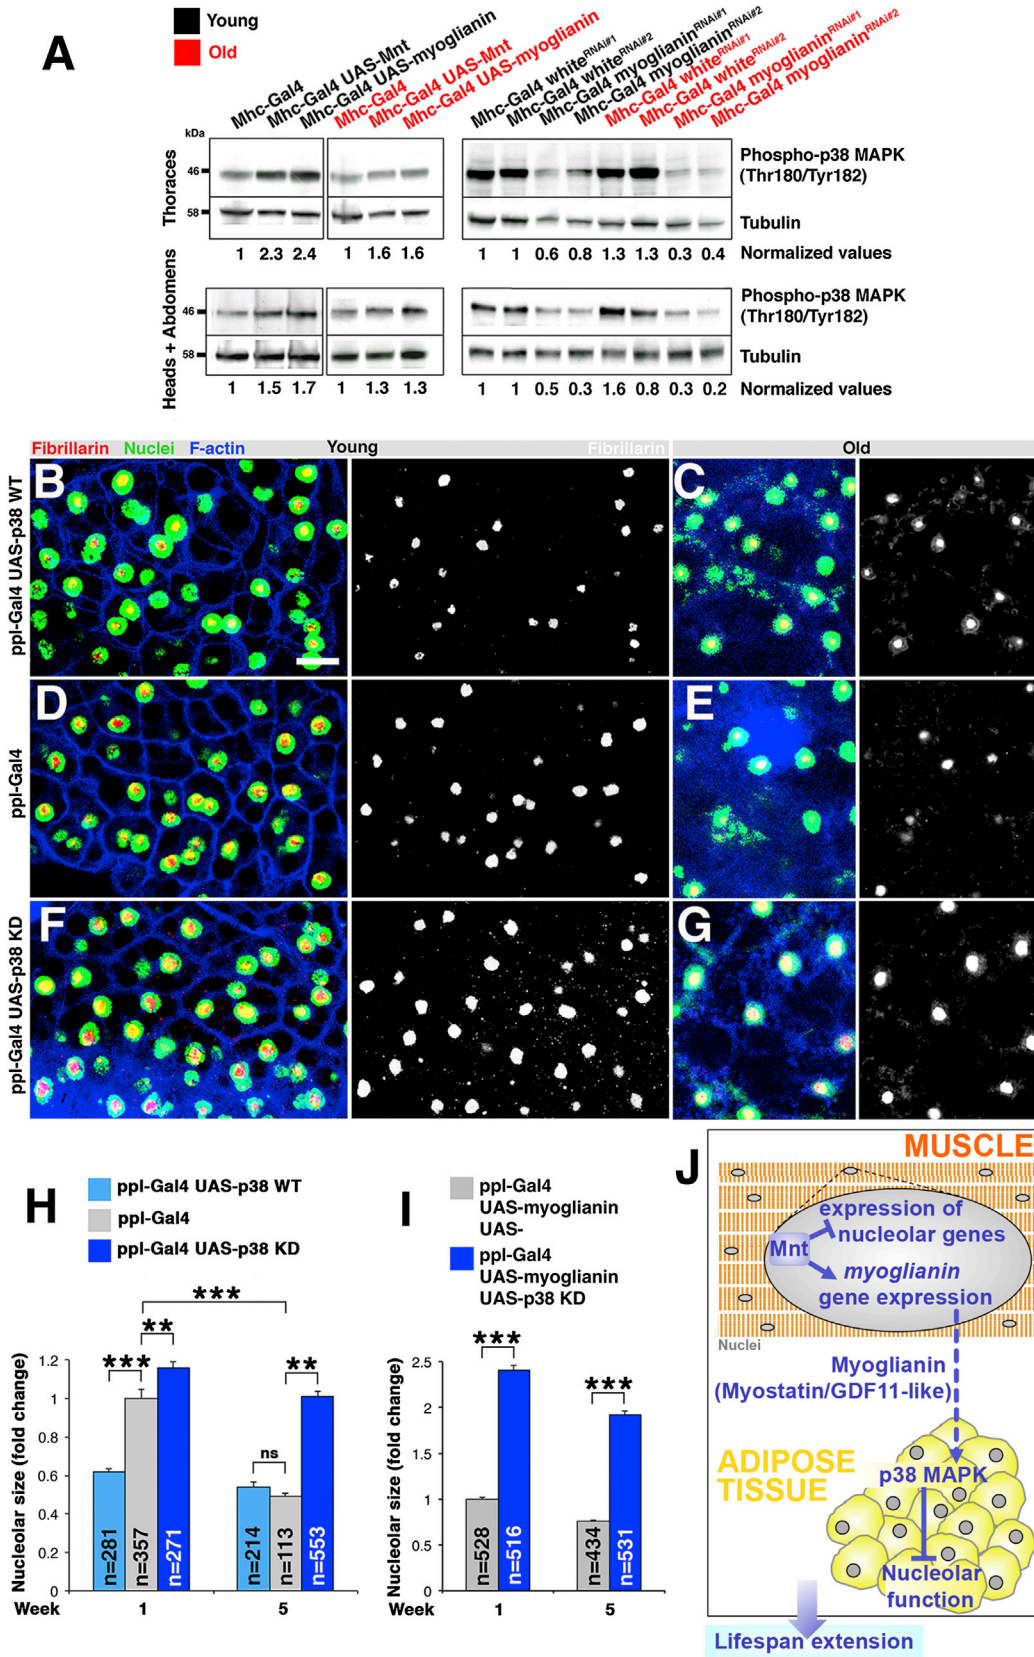 A
Young
Old
Mhc-Gal4
Mhc-Gal4 UAS-Mnt
Mhc-Gal4 UAS-myoglianin
Mhc-Gal4
Mhc-Gal4 UAS-Mnt
Mhc-Gal4 UAS-myoglianin
Mhc-Gal4 white^RNAi#1
Mhc-Gal4 white^RNAi#2
Mhc-Gal4 myoglianin^RNAi#1
Mhc-Gal4 myoglianin^RNAi#2
Mhc-Gal4 white^RNAi#1
Mhc-Gal4 white^RNAi#2
Mhc-Gal4 myoglianin^RNAi#1
Mhc-Gal4 myoglianin^RNAi#2
kDa
Thoraces
46
Phospho-p38 MAPK
(Thr180/Tyr182)
58
Tubulin
1 2.3 2.4 1 1.6 1.6 1 1 0.6 0.8 1.3 1.3 0.3 0.4 Normalized values
Heads + Abdomens
46
Phospho-p38 MAPK
(Thr180/Tyr182)
58
Tubulin
1 1.5 1.7 1 1.3 1.3 1 1 0.5 0.3 1.6 0.8 0.3 0.2 Normalized values
Fibrillarin Nuclei F-actin Young Fibrillarin Old
ppl-Gal4 UAS-p38 WT
B
C
ppl-Gal4
D
E
ppl-Gal4 UAS-p38 KD
F
G
H
ppl-Gal4 UAS-p38 WT
ppl-Gal4
ppl-Gal4 UAS-p38 KD
Nucleolar size (fold change)
1.2
1
0.8
0.6
0.4
0.2
0
***
**
***
**
ns
n=281
n=357
n=271
n=214
n=113
n=553
Week 1 5
I
ppl-Gal4
UAS-myoglianin
UAS-
ppl-Gal4
UAS-myoglianin
UAS-p38 KD
Nucleolar size (fold change)
2.5
2
1.5
1
0.5
0
***
***
n=528
n=516
n=434
n=531
Week 1 5
J
MUSCLE
expression of
nucleolar genes
Mnt
myoglianin
gene expression
Nuclei
Myoglianin
(Myostatin/GDF11-like)
ADIPOSE
TISSUE
p38 MAPK
Nucleolar
function
Lifespan extension